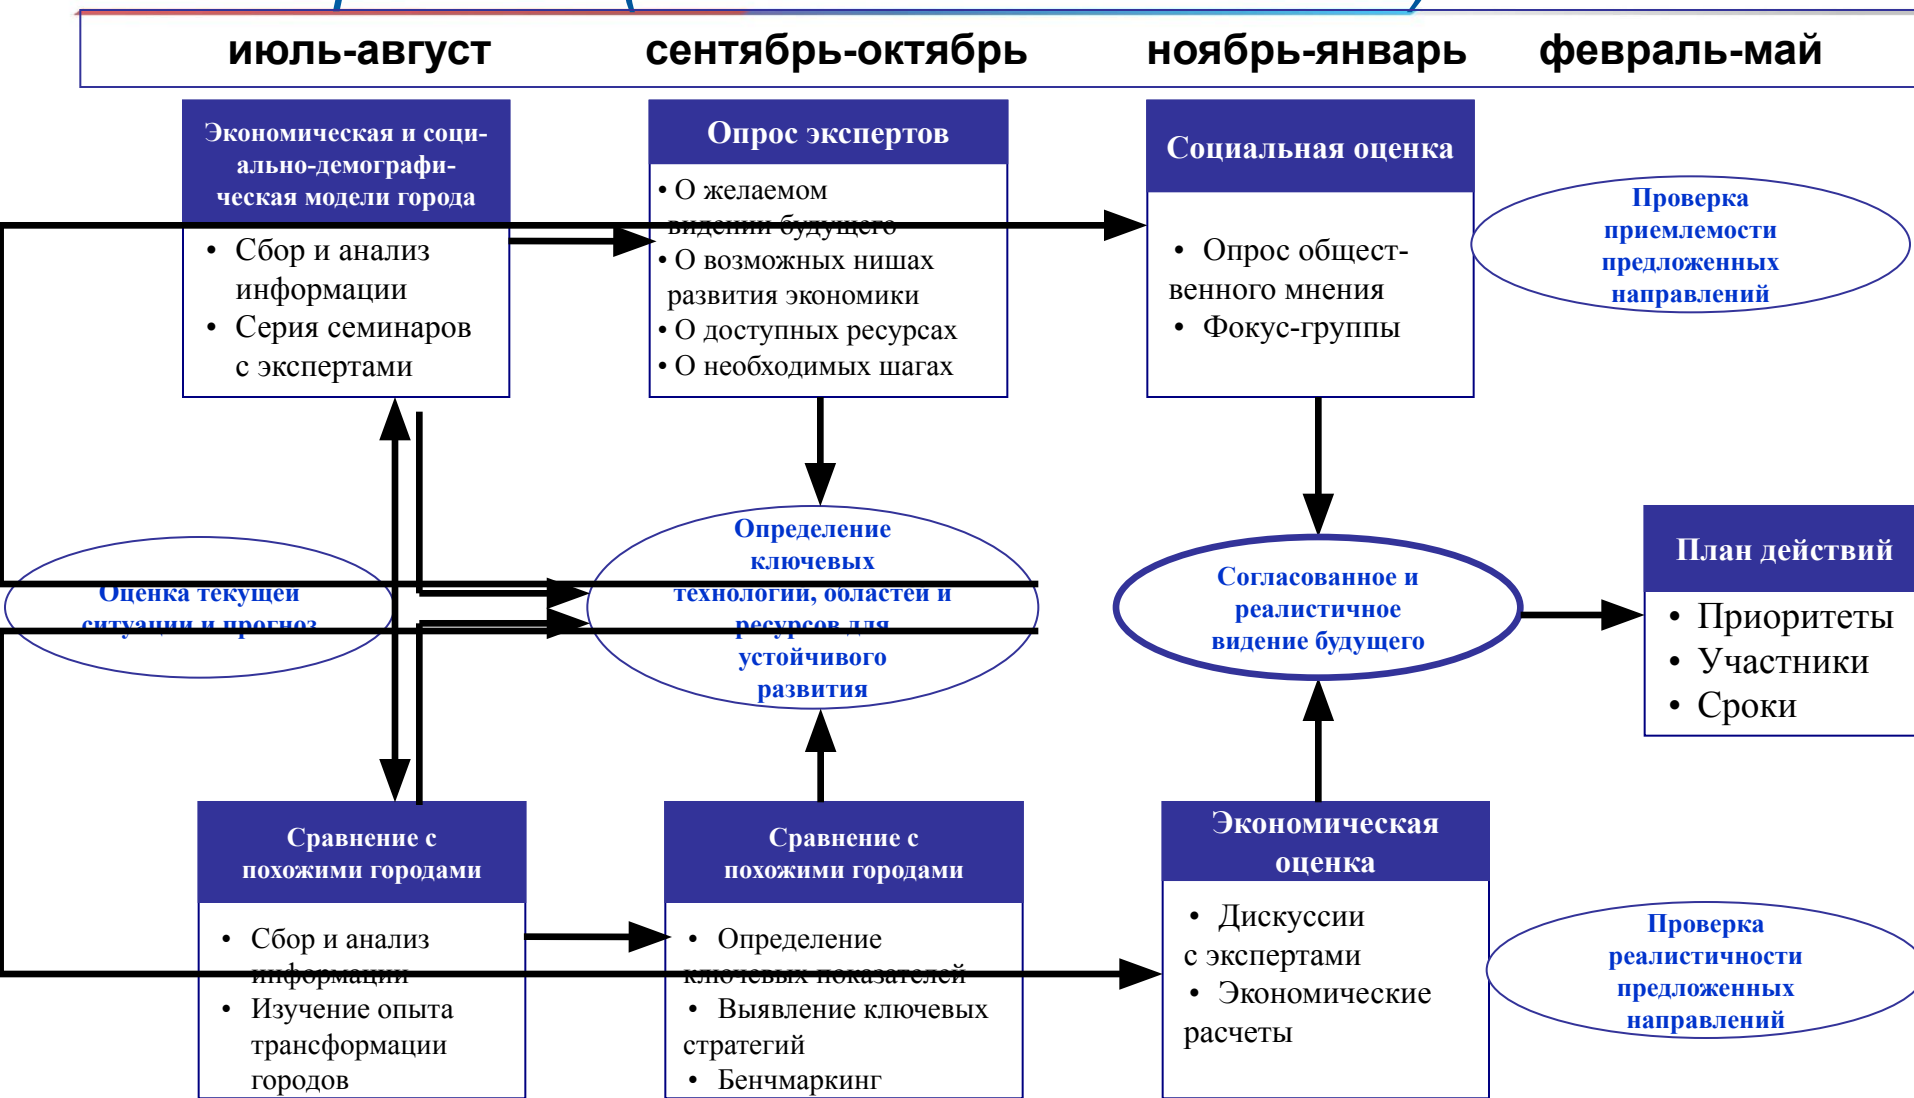 июль-август
сентябрь-октябрь
ноябрь-январь
февраль-май
Экономическая и соци-
ально-демографи-
ческая модели города
• Сбор и анализ
информации
• Серия семинаров
с экспертами
Опрос экспертов
• О желаемом
видении будущего
• О возможных нишах
развития экономики
• О доступных ресурсах
• О необходимых шагах
Социальная оценка
• Опрос общест-
венного мнения
• Фокус-группы
Проверка
приемлемости
предложенных
направлений
Оценка текущей
ситуации и прогноз
Определение
ключевых
технологий, областей и
ресурсов для
устойчивого
развития
Согласованное и
реалистичное
видение будущего
План действий
• Приоритеты
• Участники
• Сроки
Сравнение с
похожими городами
• Сбор и анализ
информации
• Изучение опыта
трансформации
городов
Сравнение с
похожими городами
• Определение
ключевых показателей
• Выявление ключевых
стратегий
• Бенчмаркинг
Экономическая
оценка
• Дискуссии
с экспертами
• Экономические
расчеты
Проверка
реалистичности
предложенных
направлений